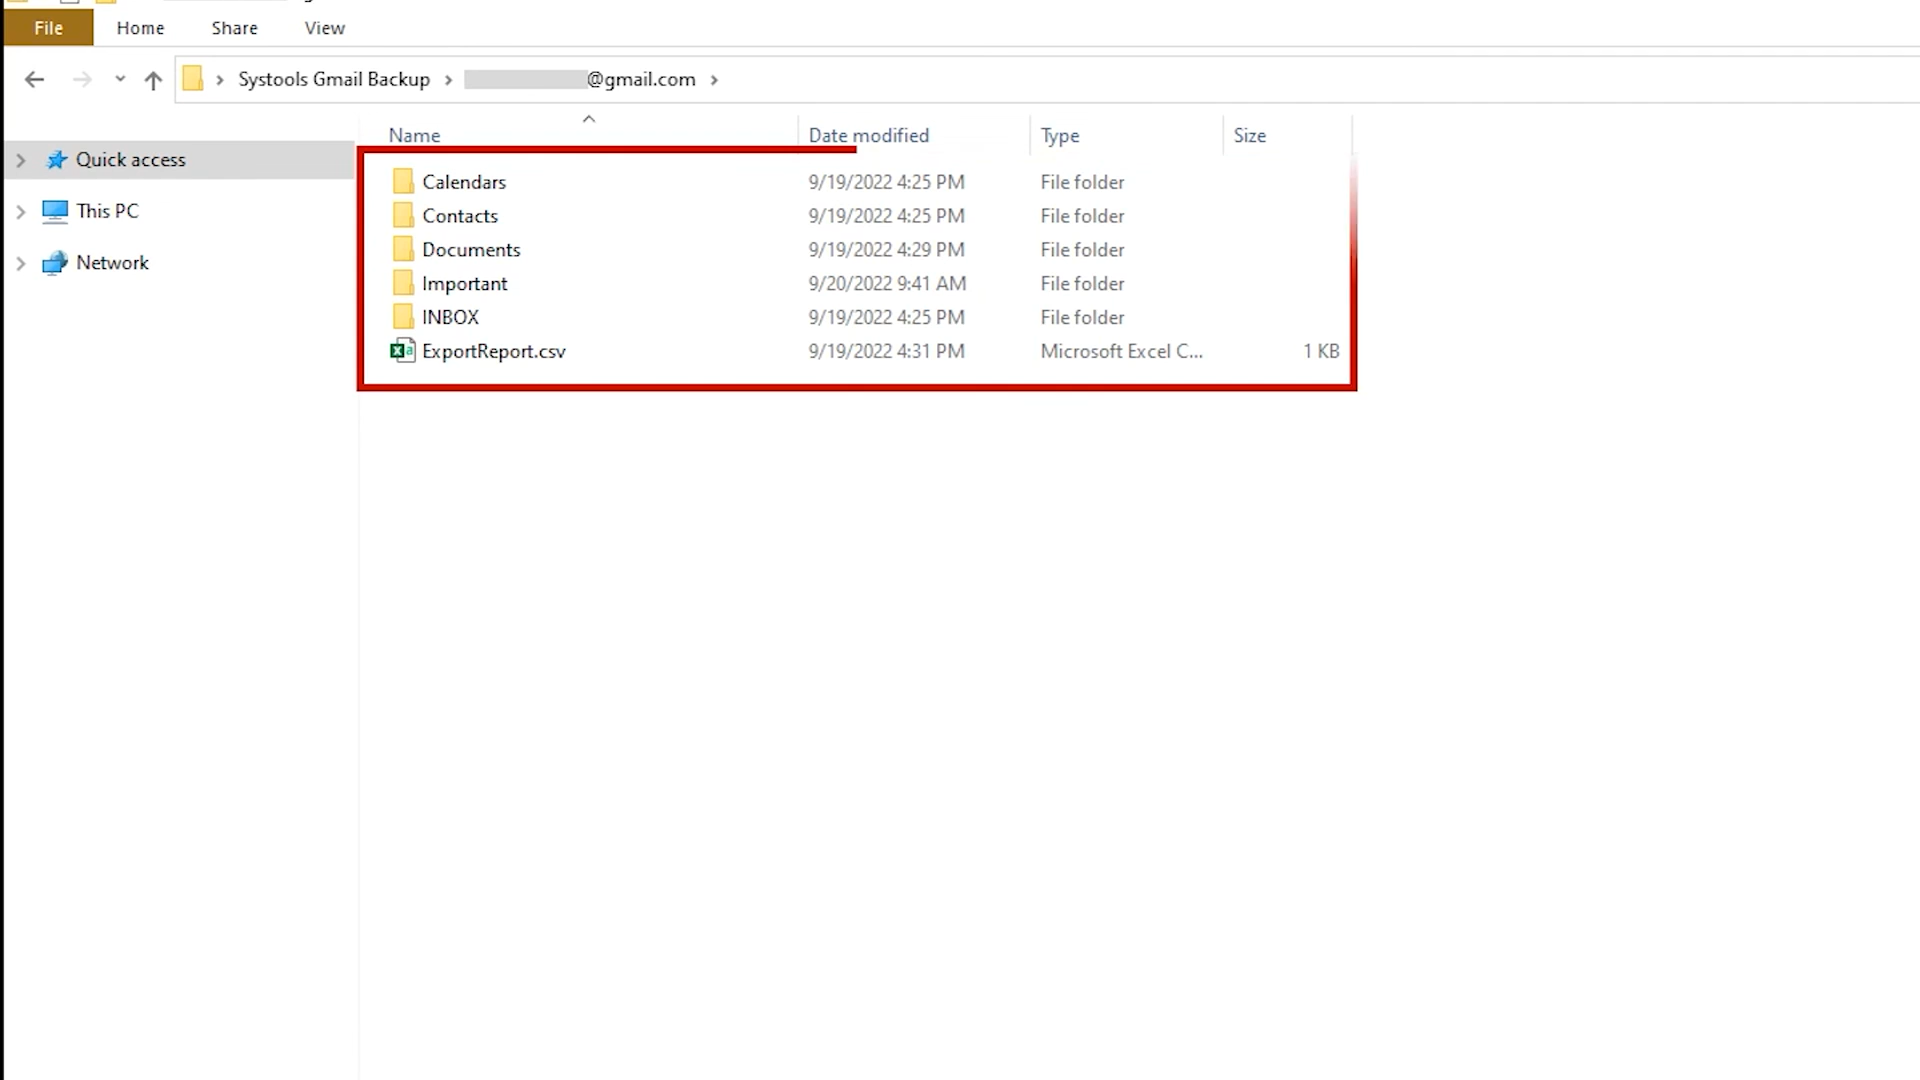 File Home Share View
Systools Gmail Backup @gmail.com
Name Date modified Type Size
Quick access
This PC
Network
Calendars 9/19/2022 4:25 PM File folder
Contacts 9/19/2022 4:25 PM File folder
Documents 9/19/2022 4:29 PM File folder
Important 9/20/2022 9:41 AM File folder
INBOX 9/19/2022 4:25 PM File folder
ExportReport.csv 9/19/2022 4:31 PM Microsoft Excel C... 1 KB